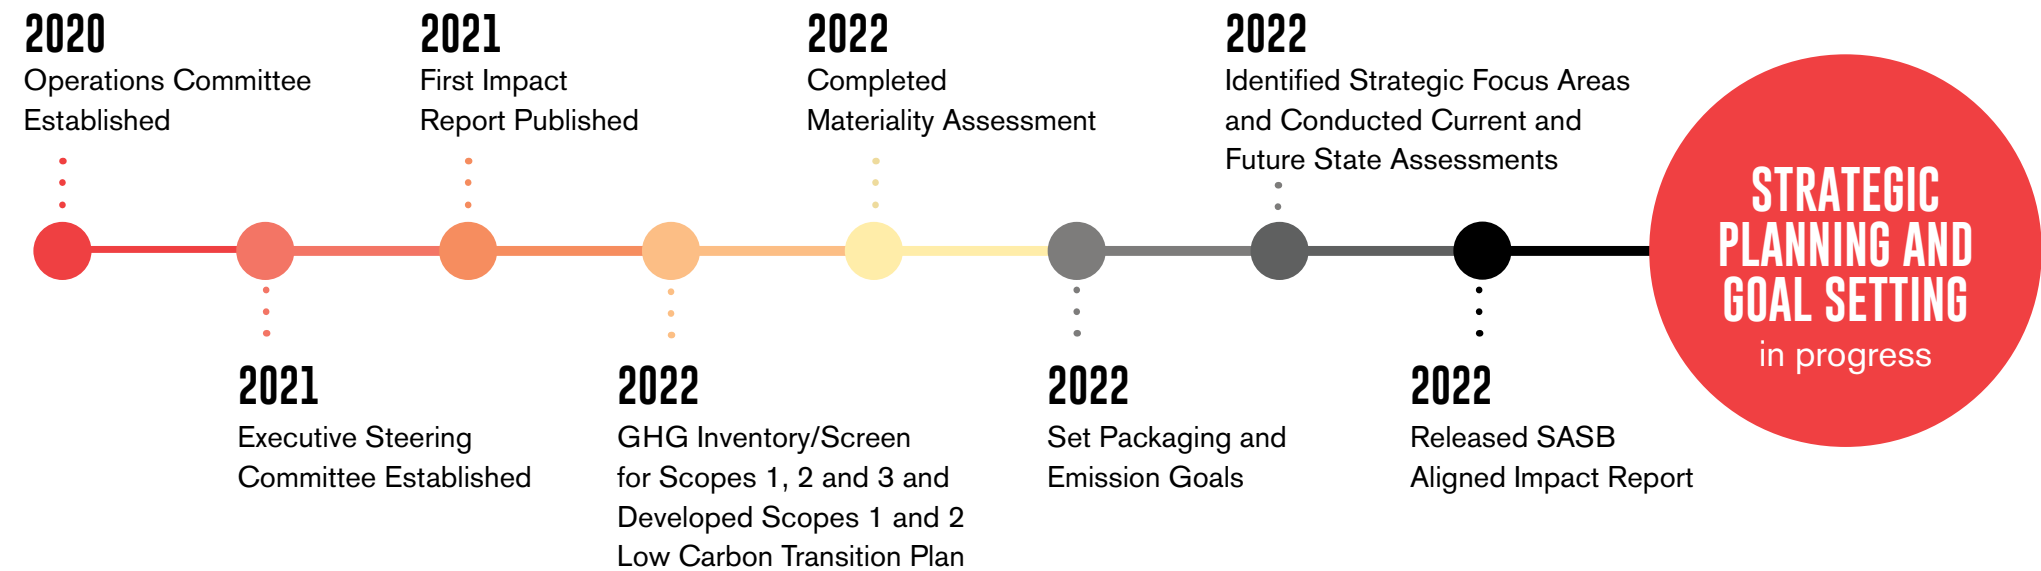 2020
Operations Committee
Established
2021
Executive Steering
Committee Established
2021
First Impact
Report Published
2022
GHG Inventory/Screen
for Scopes 1, 2 and 3 and
Developed Scopes 1 and 2
Low Carbon Transition Plan
2022
Completed
Materiality Assessment
2022
Set Packaging and
Emission Goals
2022
Identified Strategic Focus Areas
and Conducted Current and
Future State Assessments
2022
Released SASB
Aligned Impact Report
STRATEGIC
PLANNING AND
GOAL SETTING
in progress